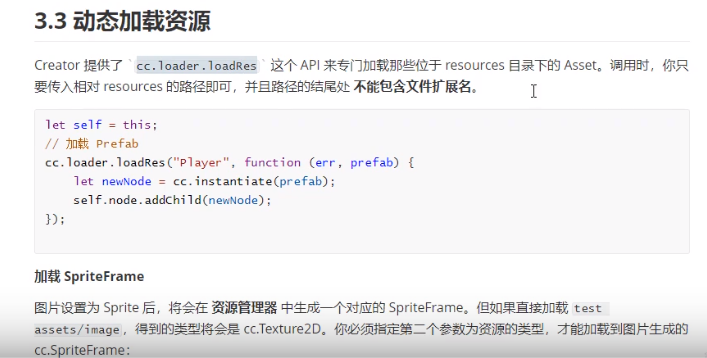 3.3 动态加载资源
Creator 提供了 ` cc.loader.loadRes ` 这个 API 来专门加载那些位于 resources 目录下的 Asset。调用时，你只
要传入相对 resources 的路径即可，并且路径的结尾处 不能包含文件扩展名。
let self = this;
// 加载 Prefab
cc.loader.loadRes("Player", function (err, prefab) {
    let newNode = cc.instantiate(prefab);
    self.node.addChild(newNode);
});
加载 SpriteFrame
图片设置为 Sprite 后，将会在 资源管理器 中生成一个对应的 SpriteFrame。但如果直接加载 test
assets/image，得到的类型将会是 cc.Texture2D。你必须指定第二个参数为资源的类型，才能加载到图片生成的
cc.SpriteFrame：